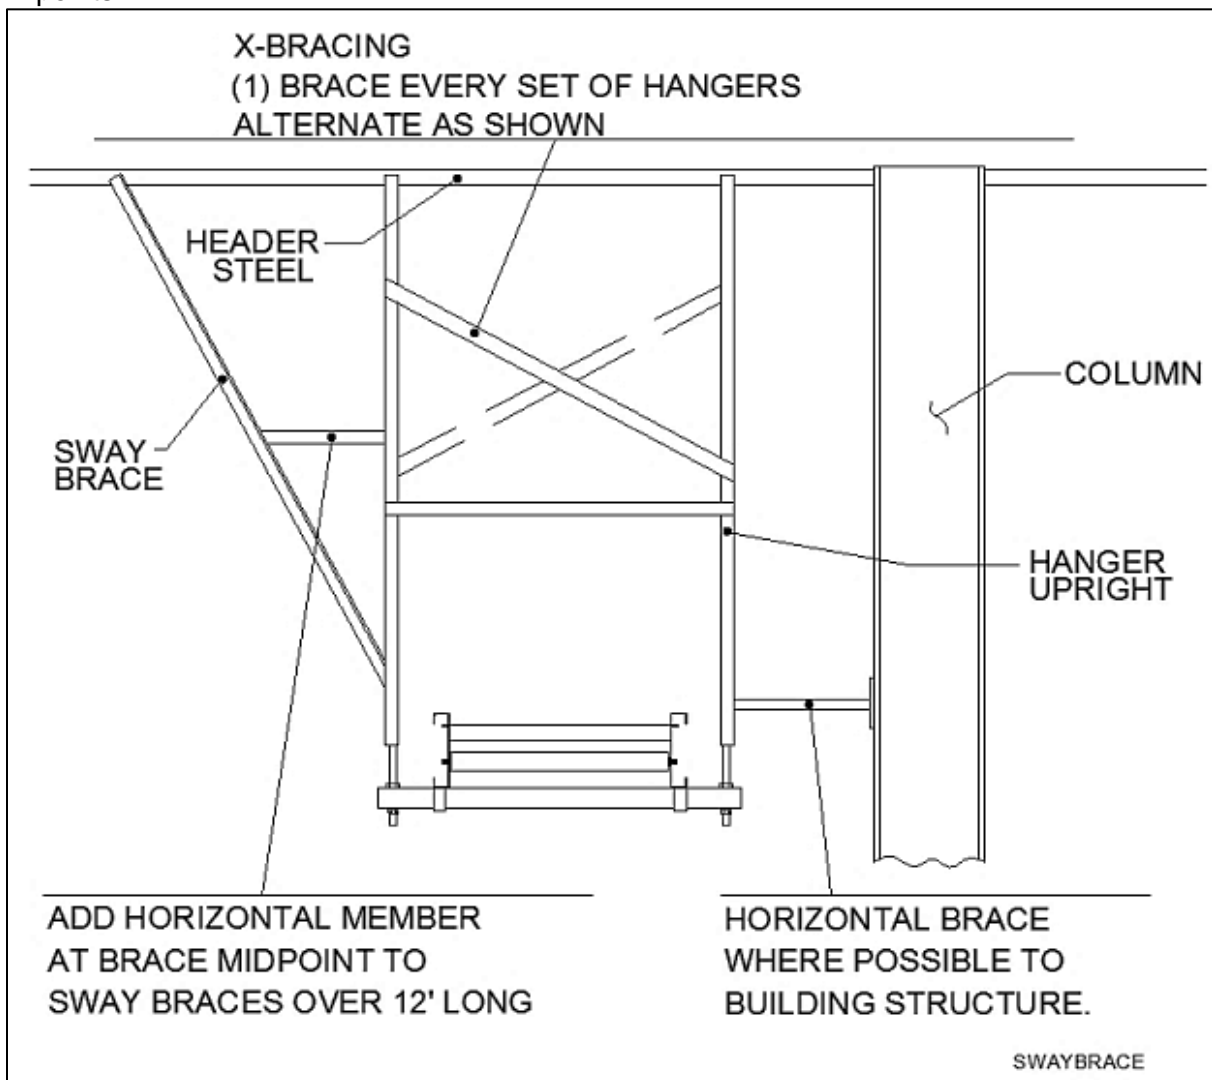 X-BRACING
(1) BRACE EVERY SET OF HANGERS
ALTERNATE AS SHOWN
HEADER
STEEL
COLUMN
SWAY
BRACE
HANGER
UPRIGHT
ADD HORIZONTAL MEMBER
AT BRACE MIDPOINT TO
SWAY BRACES OVER 12' LONG
HORIZONTAL BRACE
WHERE POSSIBLE TO
BUILDING STRUCTURE.
SWAYBRACE